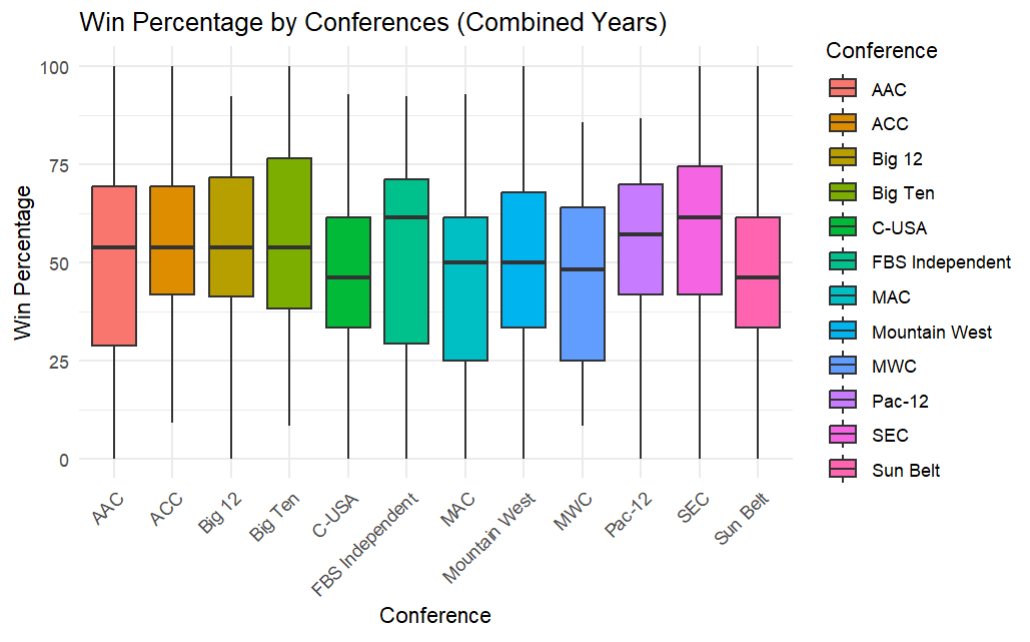 Win Percentage by Conferences (Combined Years)
Win Percentage
100
75
50
25
0
AAC
ACC
Big 12
Big Ten
C-USA
FBS Independent
MAC
Mountain West
MWC
Pac-12
SEC
Sun Belt
Conference
Conference
AAC
ACC
Big 12
Big Ten
C-USA
FBS Independent
MAC
Mountain West
MWC
Pac-12
SEC
Sun Belt